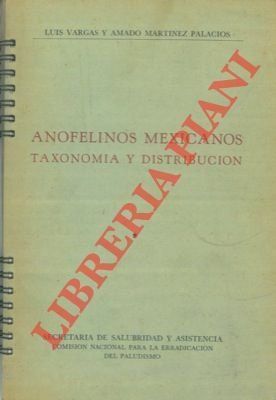 LUIS VARGAS Y AMADO MARTINEZ PALACIOS
ANOFELINOS MEXICANOS
TAXONOMIA Y DISTRIBUCION
LIBRERIA PIANI
SECRETARIA DE SALUBRIDAD Y ASISTENCIA
COMISION NACIONAL PARA LA ERRADICACION
DEL PALUDISMO